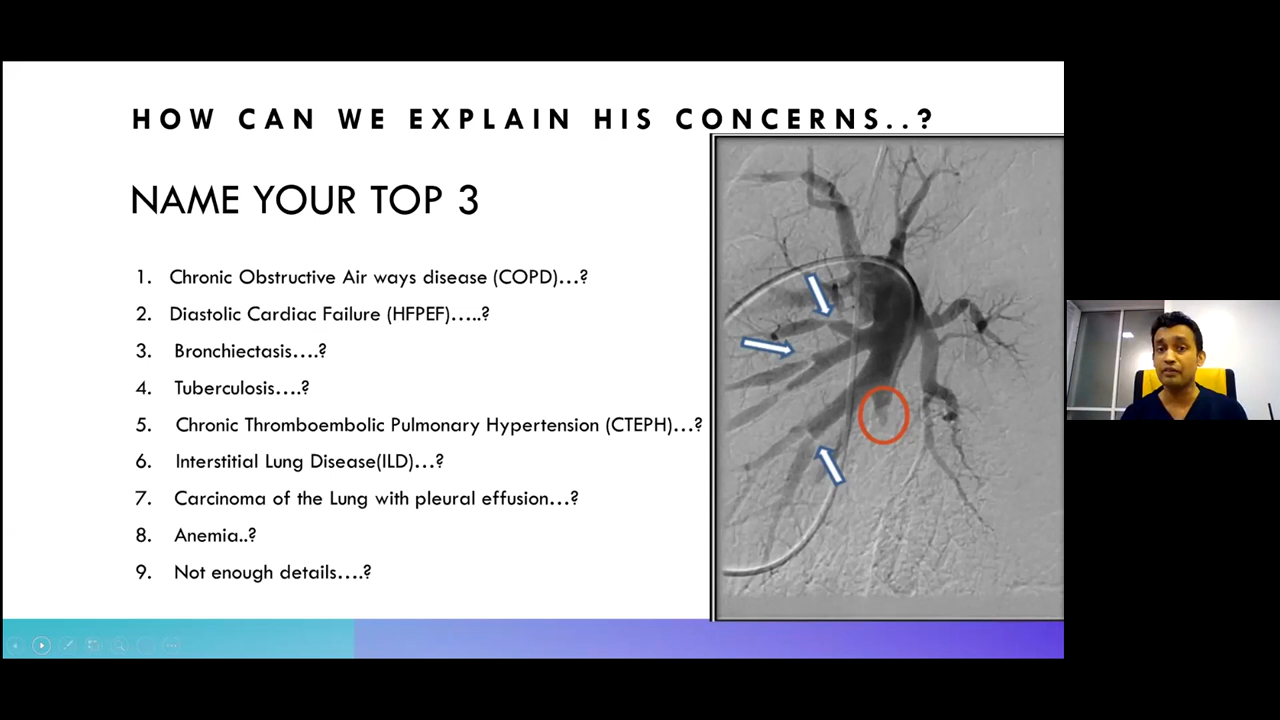 HOW CAN WE EXPLAIN HIS CONCERNS..?
NAME YOUR TOP 3
1. Chronic Obstructive Air ways disease (COPD)...?
2. Diastolic Cardiac Failure (HFPEF).....?
3. Bronchiectasis....?
4. Tuberculosis....?
5. Chronic Thromboembolic Pulmonary Hypertension (CTEPH)...?
6. Interstitial Lung Disease(ILD)...?
7. Carcinoma of the Lung with pleural effusion...?
8. Anemia..?
9. Not enough details....?